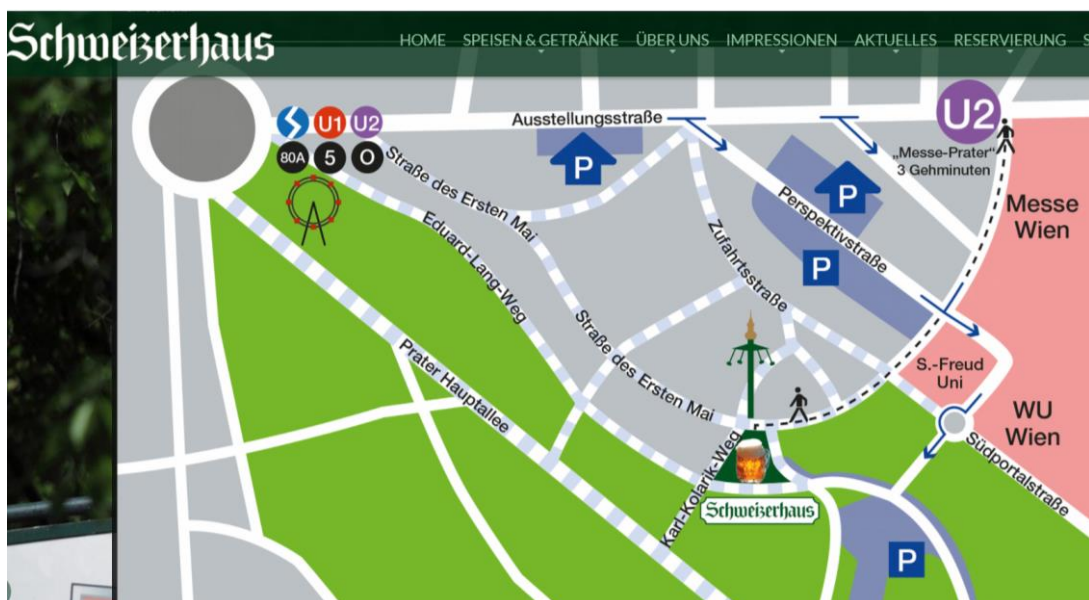 Schweizerhaus
HOME SPEISEN & GETRÄNKE ÜBER UNS IMPRESSIONEN AKTUELLES RESERVIERUNG S
U1 U2
80A 5 O
Ausstellungsstraße
P
U2
„Messe-Prater“
3 Gehminuten
Straße des Ersten Mai
Eduard-Lang-Weg
Zufahrtsstraße
Perspektivstraße
P
P
Messe
Wien
Prater Hauptallee
Straße des Ersten Mai
S.-Freud
Uni
WU
Wien
Südportalstraße
Karl-Kolarik-Weg
Schweizerhaus
P